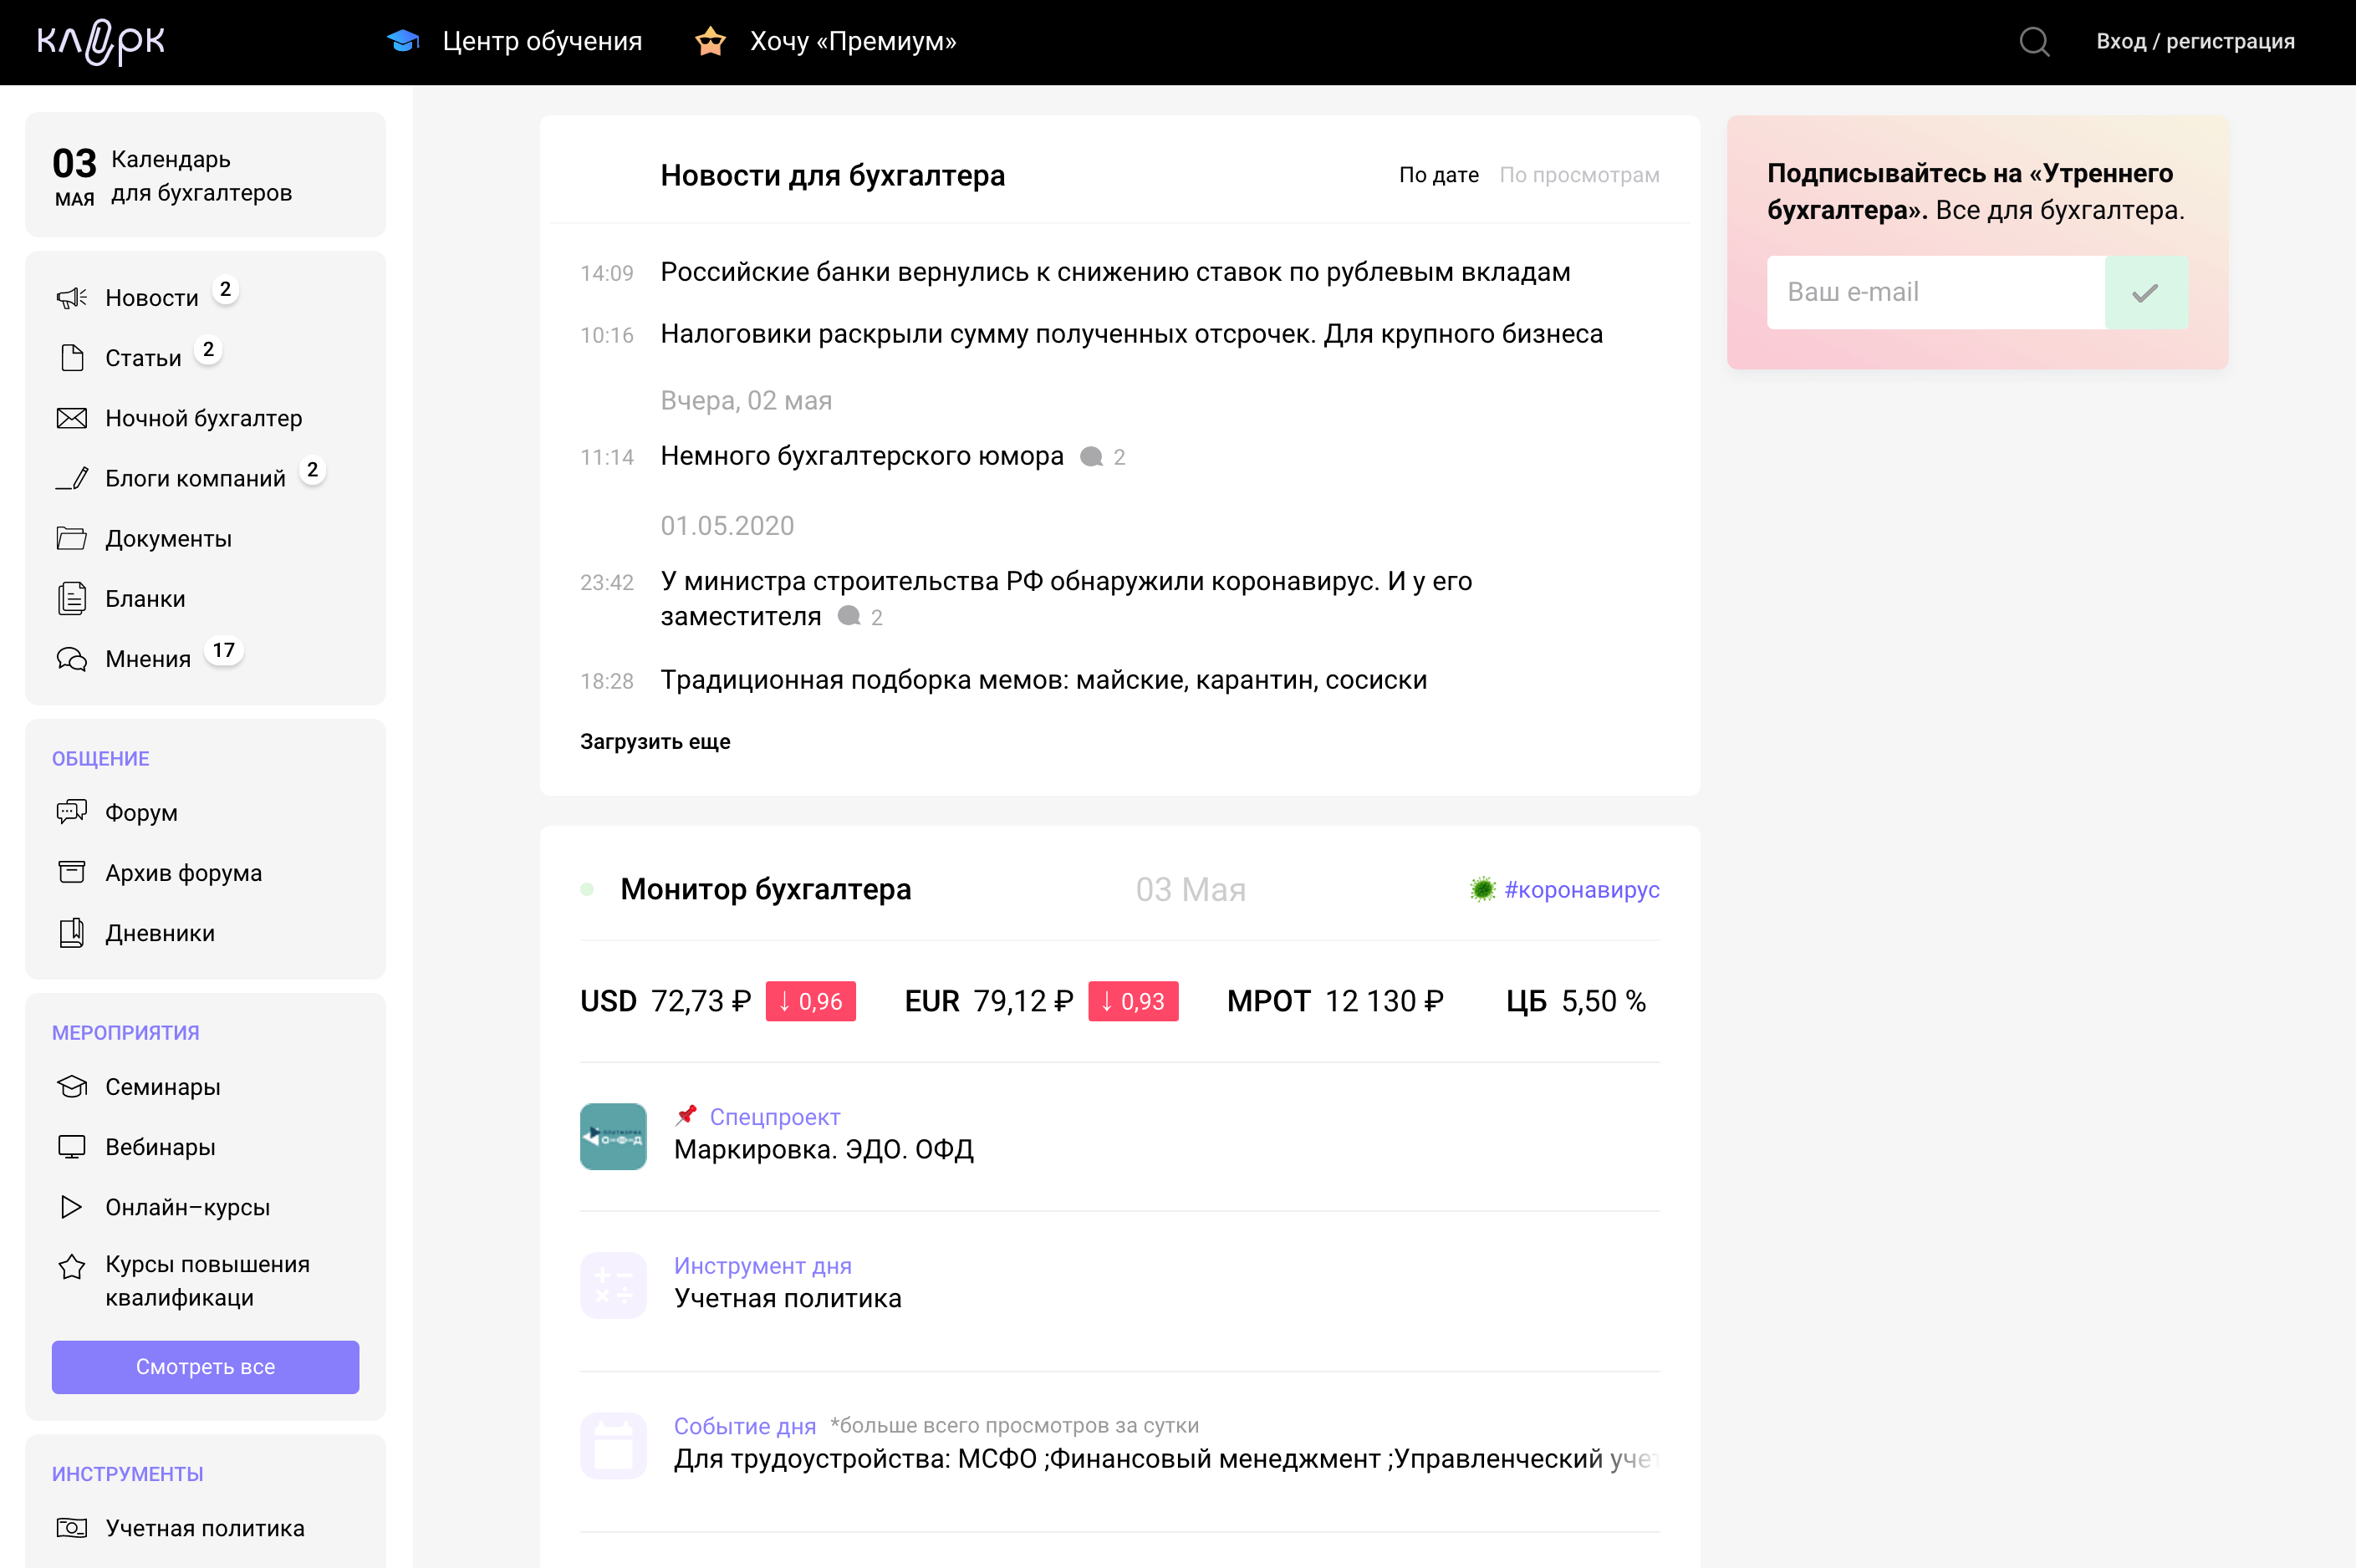 клерк
Центр обучения
Хочу «Премиум»
Вход / регистрация
03
МАЯ
Календарь
для бухгалтеров
Новости 2
Статьи 2
Ночной бухгалтер
Блоги компаний 2
Документы
Бланки
Мнения 17
ОБЩЕНИЕ
Форум
Архив форума
Дневники
МЕРОПРИЯТИЯ
Семинары
Вебинары
Онлайн–курсы
Курсы повышения
квалификаци
Смотреть все
ИНСТРУМЕНТЫ
Учетная политика
Новости для бухгалтера
По дате По просмотрам
14:09 Российские банки вернулись к снижению ставок по рублевым вкладам
10:16 Налоговики раскрыли сумму полученных отсрочек. Для крупного бизнеса
Вчера, 02 мая
11:14 Немного бухгалтерского юмора 2
01.05.2020
23:42 У министра строительства РФ обнаружили коронавирус. И у его
заместителя 2
18:28 Традиционная подборка мемов: майские, карантин, сосиски
Загрузить еще
Монитор бухгалтера 03 Мая #коронавирус
USD 72,73 ₽ ↓ 0,96 EUR 79,12 ₽ ↓ 0,93 МРОТ 12 130 ₽ ЦБ 5,50 %
ПЛАТФОРМА
О-Ф-Д
Спецпроект
Маркировка. ЭДО. ОФД
Инструмент дня
Учетная политика
Событие дня *больше всего просмотров за сутки
Для трудоустройства: МСФО ;Финансовый менеджмент ;Управленческий учет
Подписывайтесь на «Утреннего
бухгалтера». Все для бухгалтера.
Ваш e-mail